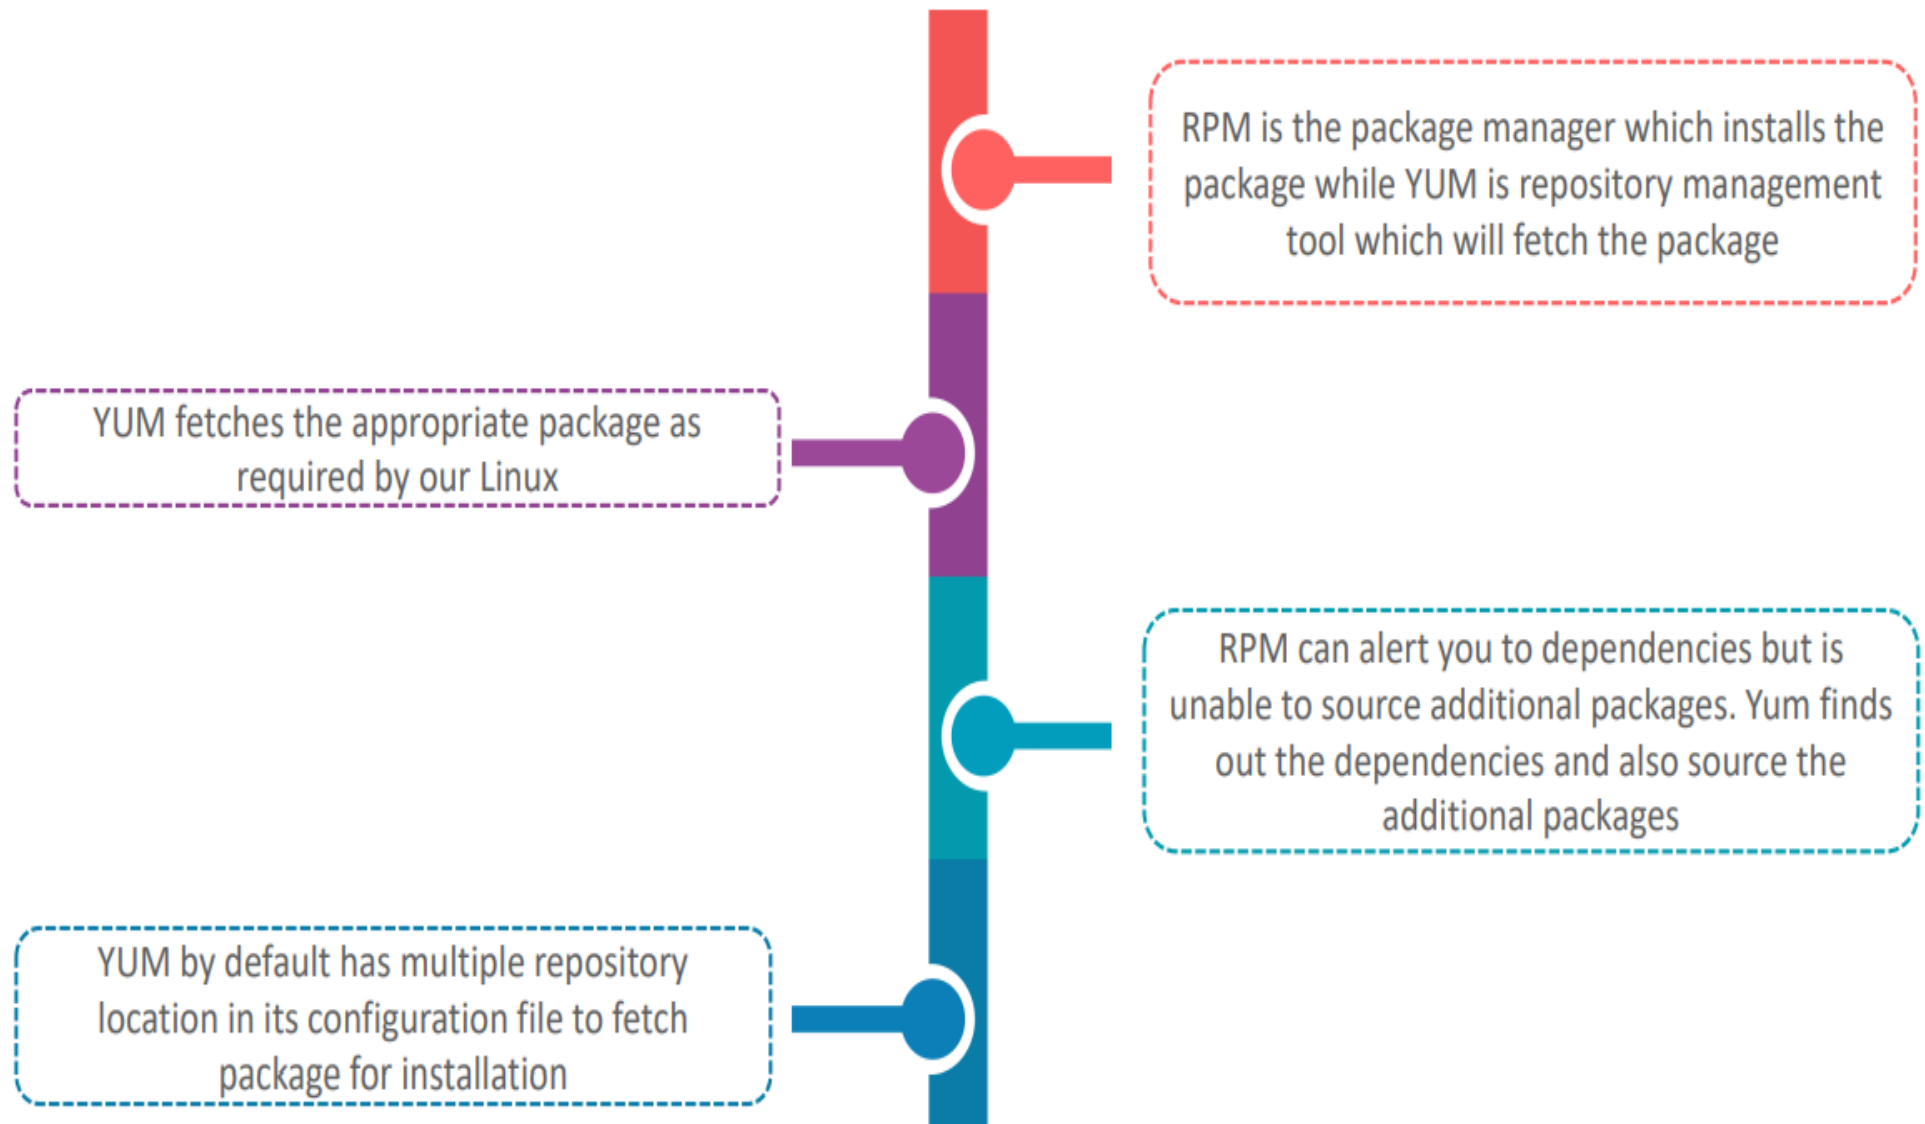 RPM is the package manager which installs the
package while YUM is repository management
tool which will fetch the package
YUM fetches the appropriate package as
required by our Linux
RPM can alert you to dependencies but is
unable to source additional packages. Yum finds
out the dependencies and also source the
additional packages
YUM by default has multiple repository
location in its configuration file to fetch
package for installation